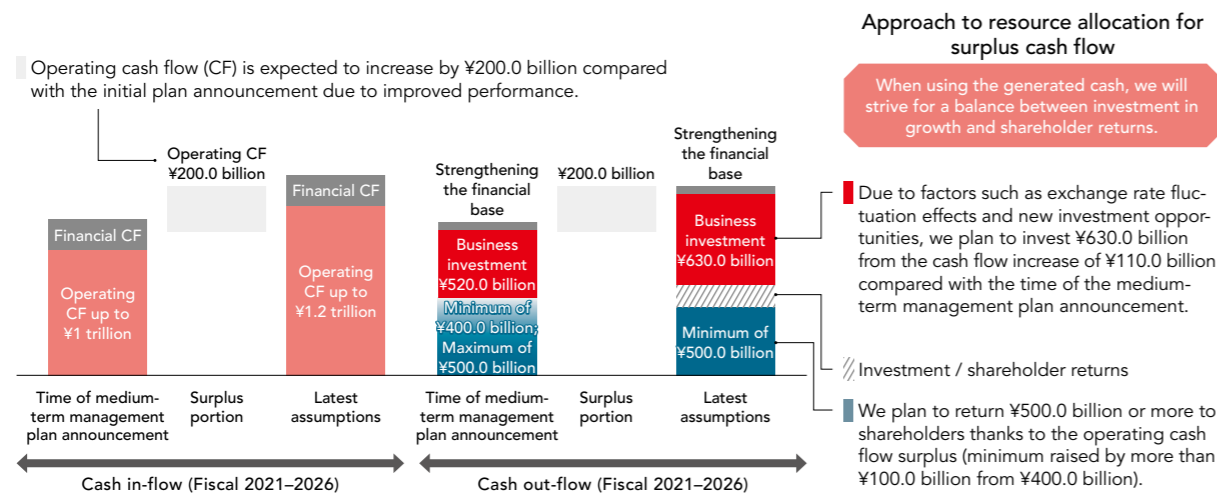 Approach to resource allocation for
surplus cash flow
When using the generated cash, we will
strive for a balance between investment in
growth and shareholder returns.
Operating cash flow (CF) is expected to increase by ¥200.0 billion compared
with the initial plan announcement due to improved performance.
Financial CF
Operating
CF up to
¥1 trillion
Operating CF
¥200.0 billion
Financial CF
Operating
CF up to
¥1.2 trillion
Strengthening
the financial
base
Business
investment
¥520.0 billion
Minimum of
¥400.0 billion;
Maximum of
¥500.0 billion
¥200.0 billion
Strengthening
the financial
base
Business
investment
¥630.0 billion
Minimum of
¥500.0 billion
Due to factors such as exchange rate fluc-
tuation effects and new investment oppor-
tunities, we plan to invest ¥630.0 billion
from the cash flow increase of ¥110.0 billion
compared with the time of the medium-
term management plan announcement.
Investment / shareholder returns
We plan to return ¥500.0 billion or more to
shareholders thanks to the operating cash
flow surplus (minimum raised by more than
¥100.0 billion from ¥400.0 billion).
Time of medium-
term management
plan announcement
Surplus
portion
Latest
assumptions
Time of medium-
term management
plan announcement
Surplus
portion
Latest
assumptions
Cash in-flow (Fiscal 2021–2026)
Cash out-flow (Fiscal 2021–2026)